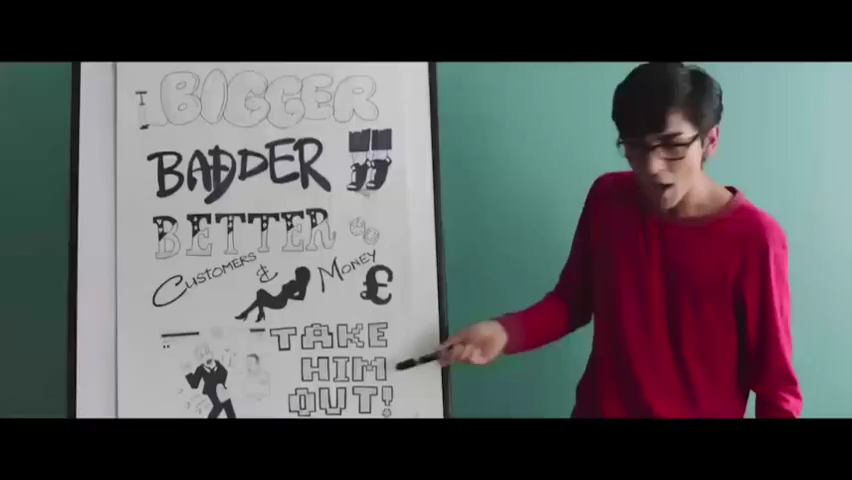 BIGGER
BADDER
BETTER
CUSTOMERS & MONEY £
TAKE
HIM
OUT!